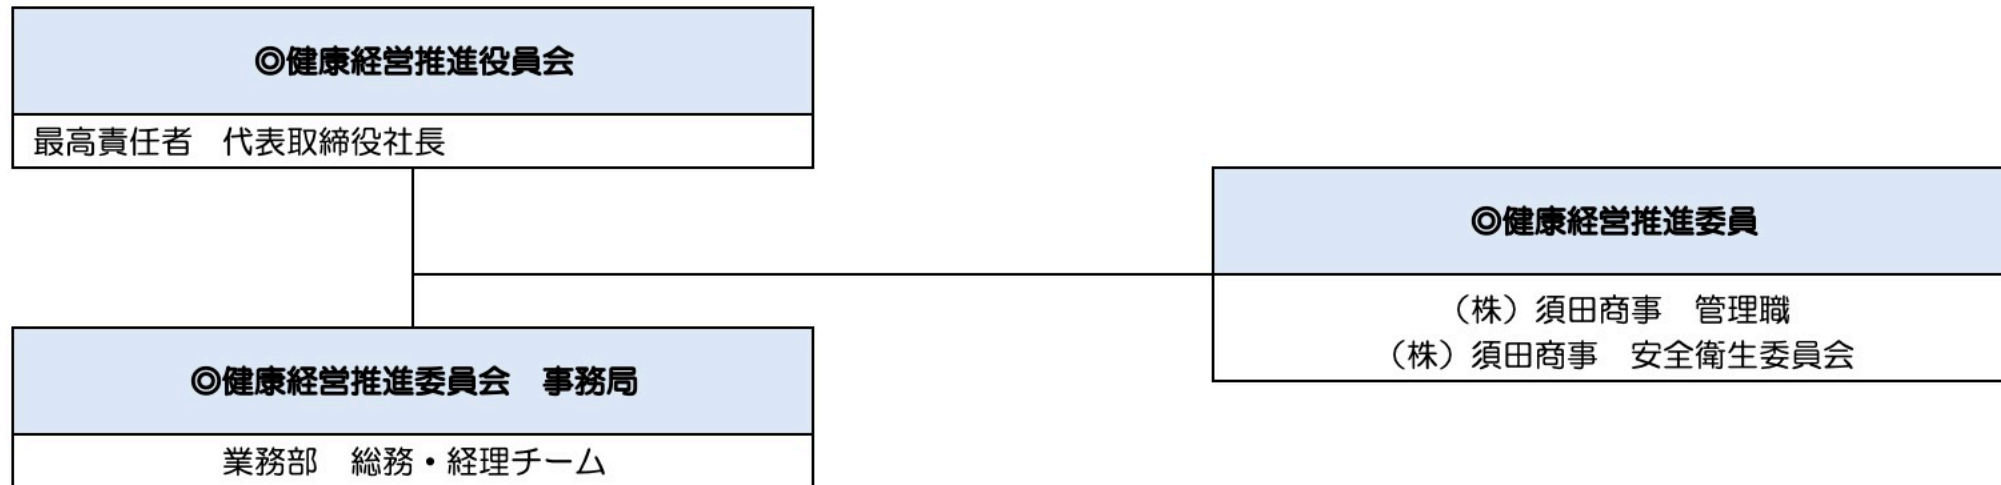 ◎健康経営推進役員会
最高責任者　代表取締役社長
◎健康経営推進委員
（株）須田商事　管理職
（株）須田商事　安全衛生委員会
◎健康経営推進委員会　事務局
業務部　総務・経理チーム